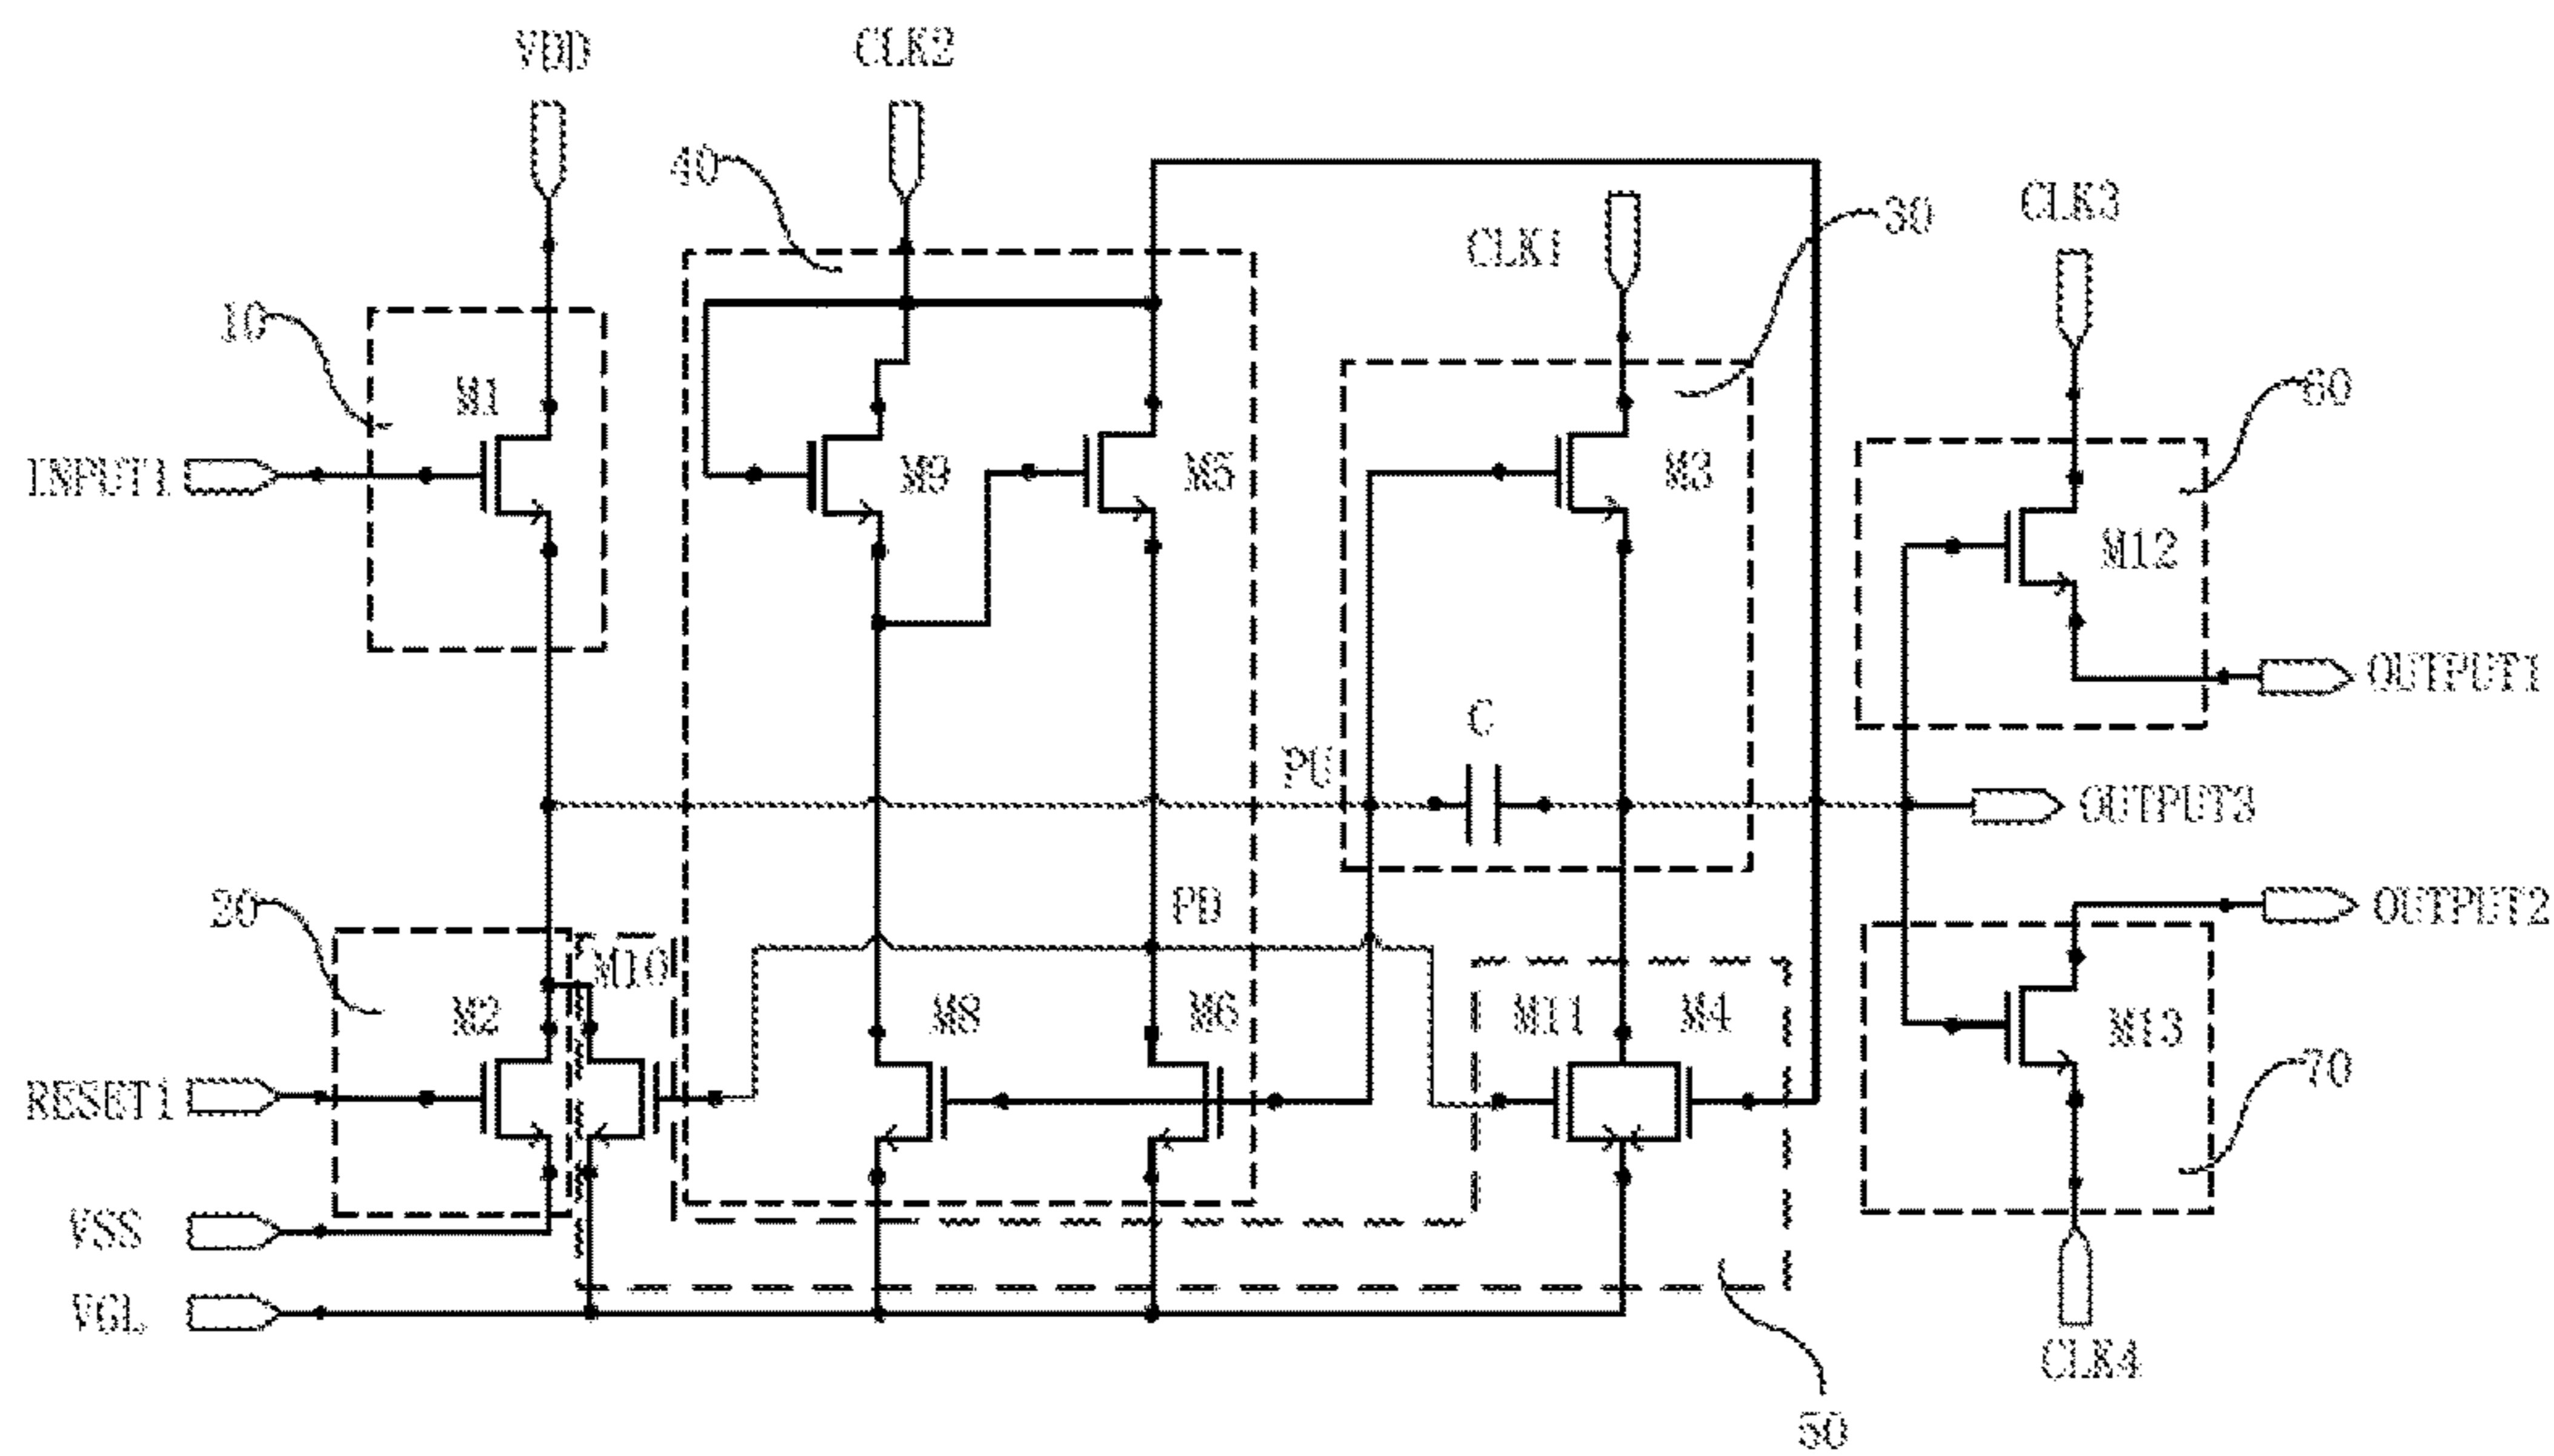 VDD
CLK2
40
CLK3
CLK1
30
10
M1
60
INPUT1
M9
M5
M3
M12
OUTPUT1
C
PU
OUTPUT3
20
PD
OUTPUT2
M10
M2
M8
M6
M11
M4
M13
RESET1
70
VSS
VGL
CLK4
50